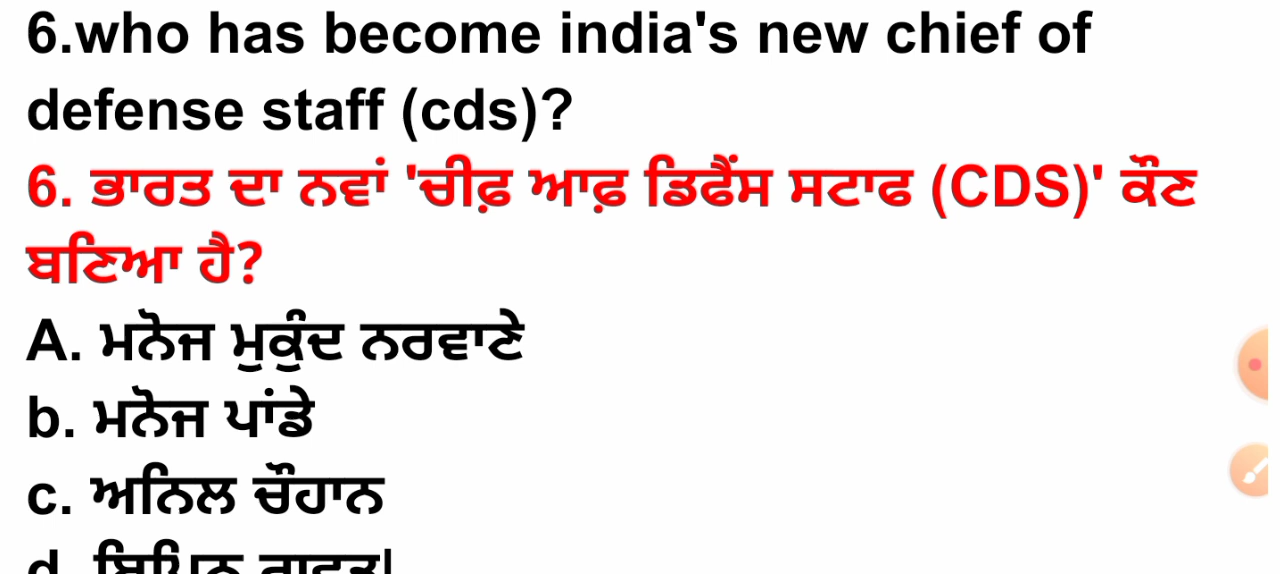 6.who has become india's new chief of
defense staff (cds)?
6. ਭਾਰਤ ਦਾ ਨਵਾਂ 'ਚੀਫ਼ ਆਫ਼ ਡਿਫੈਂਸ ਸਟਾਫ (CDS)' ਕੌਣ
ਬਣਿਆ ਹੈ?
A. ਮਨੋਜ ਮੁਕੁੰਦ ਨਰਵਾਣੇ
b. ਮਨੋਜ ਪਾਂਡੇ
c. ਅਨਿਲ ਚੌਹਾਨ
d. ਬਿਪਿਨ ਰਾਵਤ